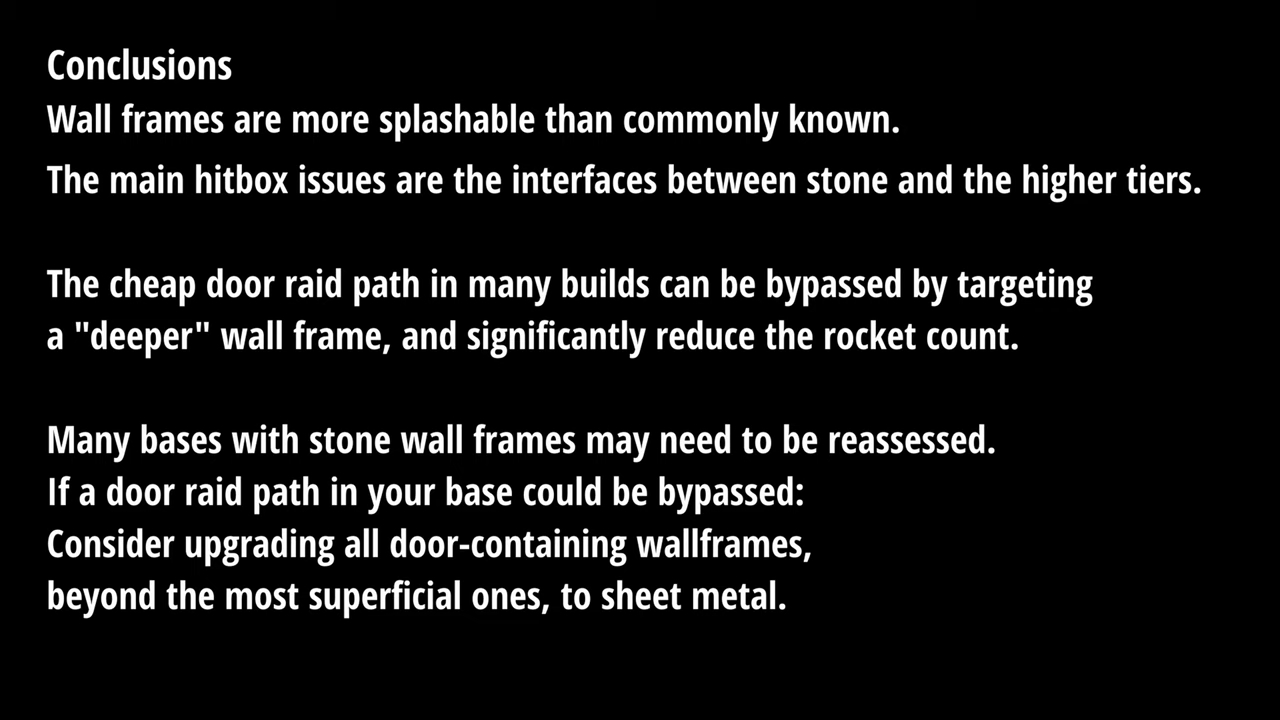 Conclusions
Wall frames are more splashable than commonly known.
The main hitbox issues are the interfaces between stone and the higher tiers.
The cheap door raid path in many builds can be bypassed by targeting
a "deeper" wall frame, and significantly reduce the rocket count.
Many bases with stone wall frames may need to be reassessed.
If a door raid path in your base could be bypassed:
Consider upgrading all door-containing wallframes,
beyond the most superficial ones, to sheet metal.